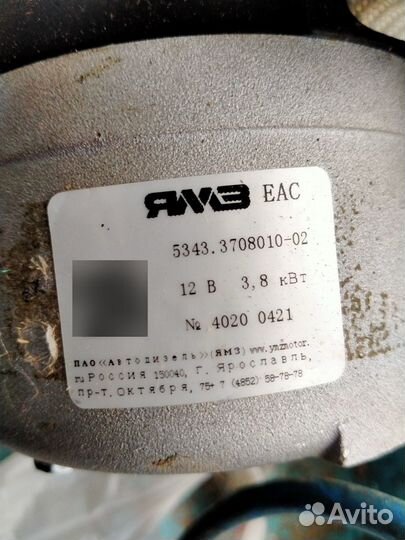 ЯМЗ EAC
5343.3708010-02
12 В 3,8 кВт
№ 4020 0421
ПАО«Автодизель»(ЯМЗ) www.ymzmotor.
ru Россия 150040, г. Ярославль,
пр-т. Октября, 75+ 7 (4852) 58-78-78
Avito